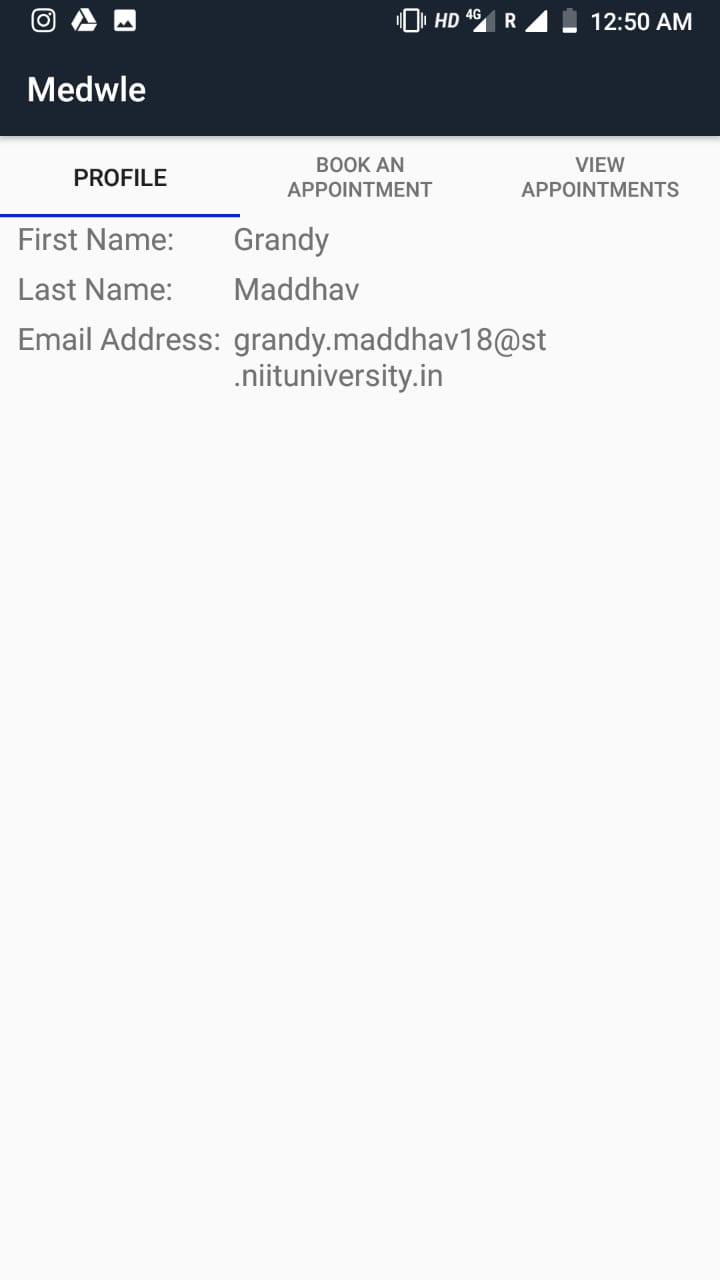 HD 4G R 12:50 AM
Medwle
PROFILE
BOOK AN
APPOINTMENT
VIEW
APPOINTMENTS
First Name: Grandy
Last Name: Maddhav
Email Address: grandy.maddhav18@st
.niituniversity.in